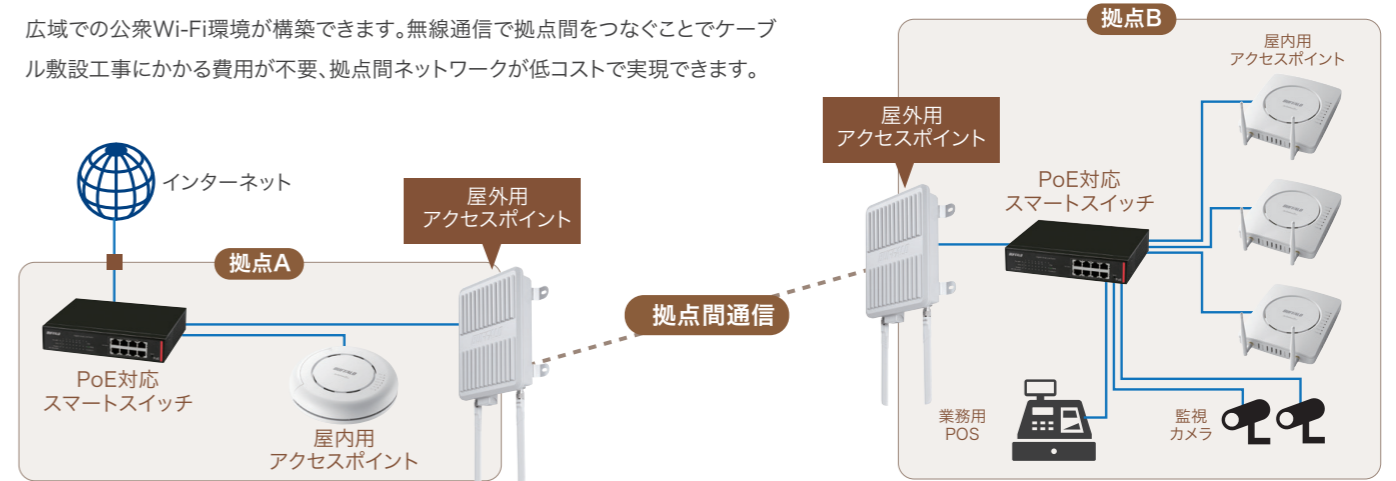 広域での公衆Wi-Fi環境が構築できます。無線通信で拠点間をつなぐことでケーブ
ル敷設工事にかかる費用が不要、拠点間ネットワークが低コストで実現できます。
インターネット
拠点A
屋外用
アクセスポイント
PoE対応
スマートスイッチ
屋内用
アクセスポイント
拠点間通信
拠点B
屋外用
アクセスポイント
PoE対応
スマートスイッチ
屋内用
アクセスポイント
業務用
POS
監視
カメラ